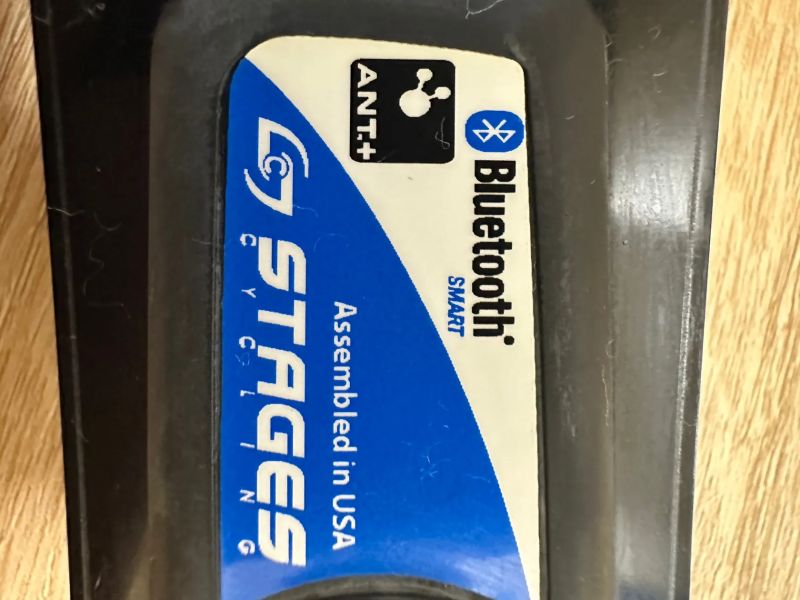 Bluetooth
SMART
ANT.+
Assembled in USA
STAGES
CYCLING